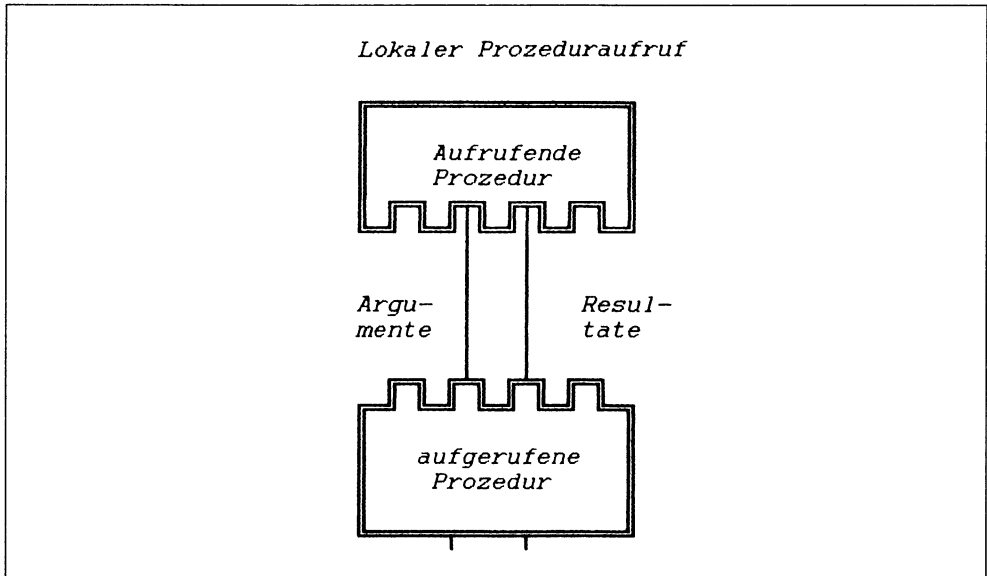 Lokaler Prozeduraufruf
Aufrufende
Prozedur
Argu-
mente
Resul-
tate
aufgerufene
Prozedur